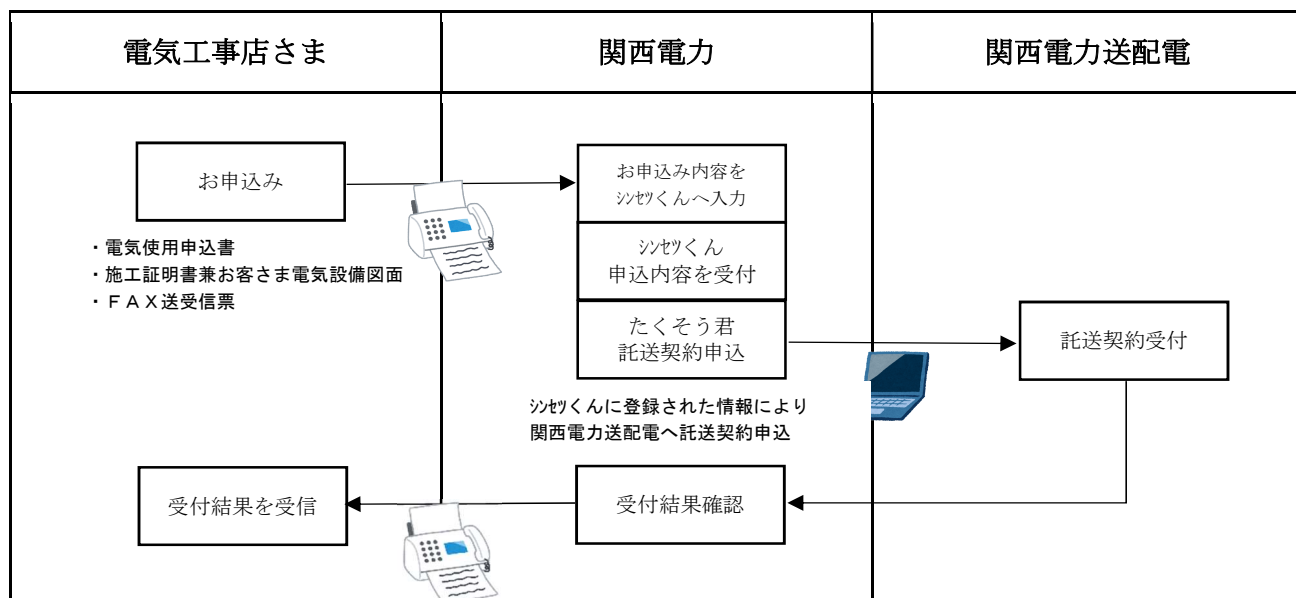 電気工事店さま
関西電力
関西電力送配電
お申込み
・電気使用申込書
・施工証明書兼お客さま電気設備図面
・ＦＡＸ送受信票
お申込み内容を
ｼﾝｾﾂくんへ入力
ｼﾝｾﾂくん
申込内容を受付
たくそう君
託送契約申込
託送契約受付
ｼﾝｾﾂくんに登録された情報により
関西電力送配電へ託送契約申込
受付結果を受信
受付結果確認